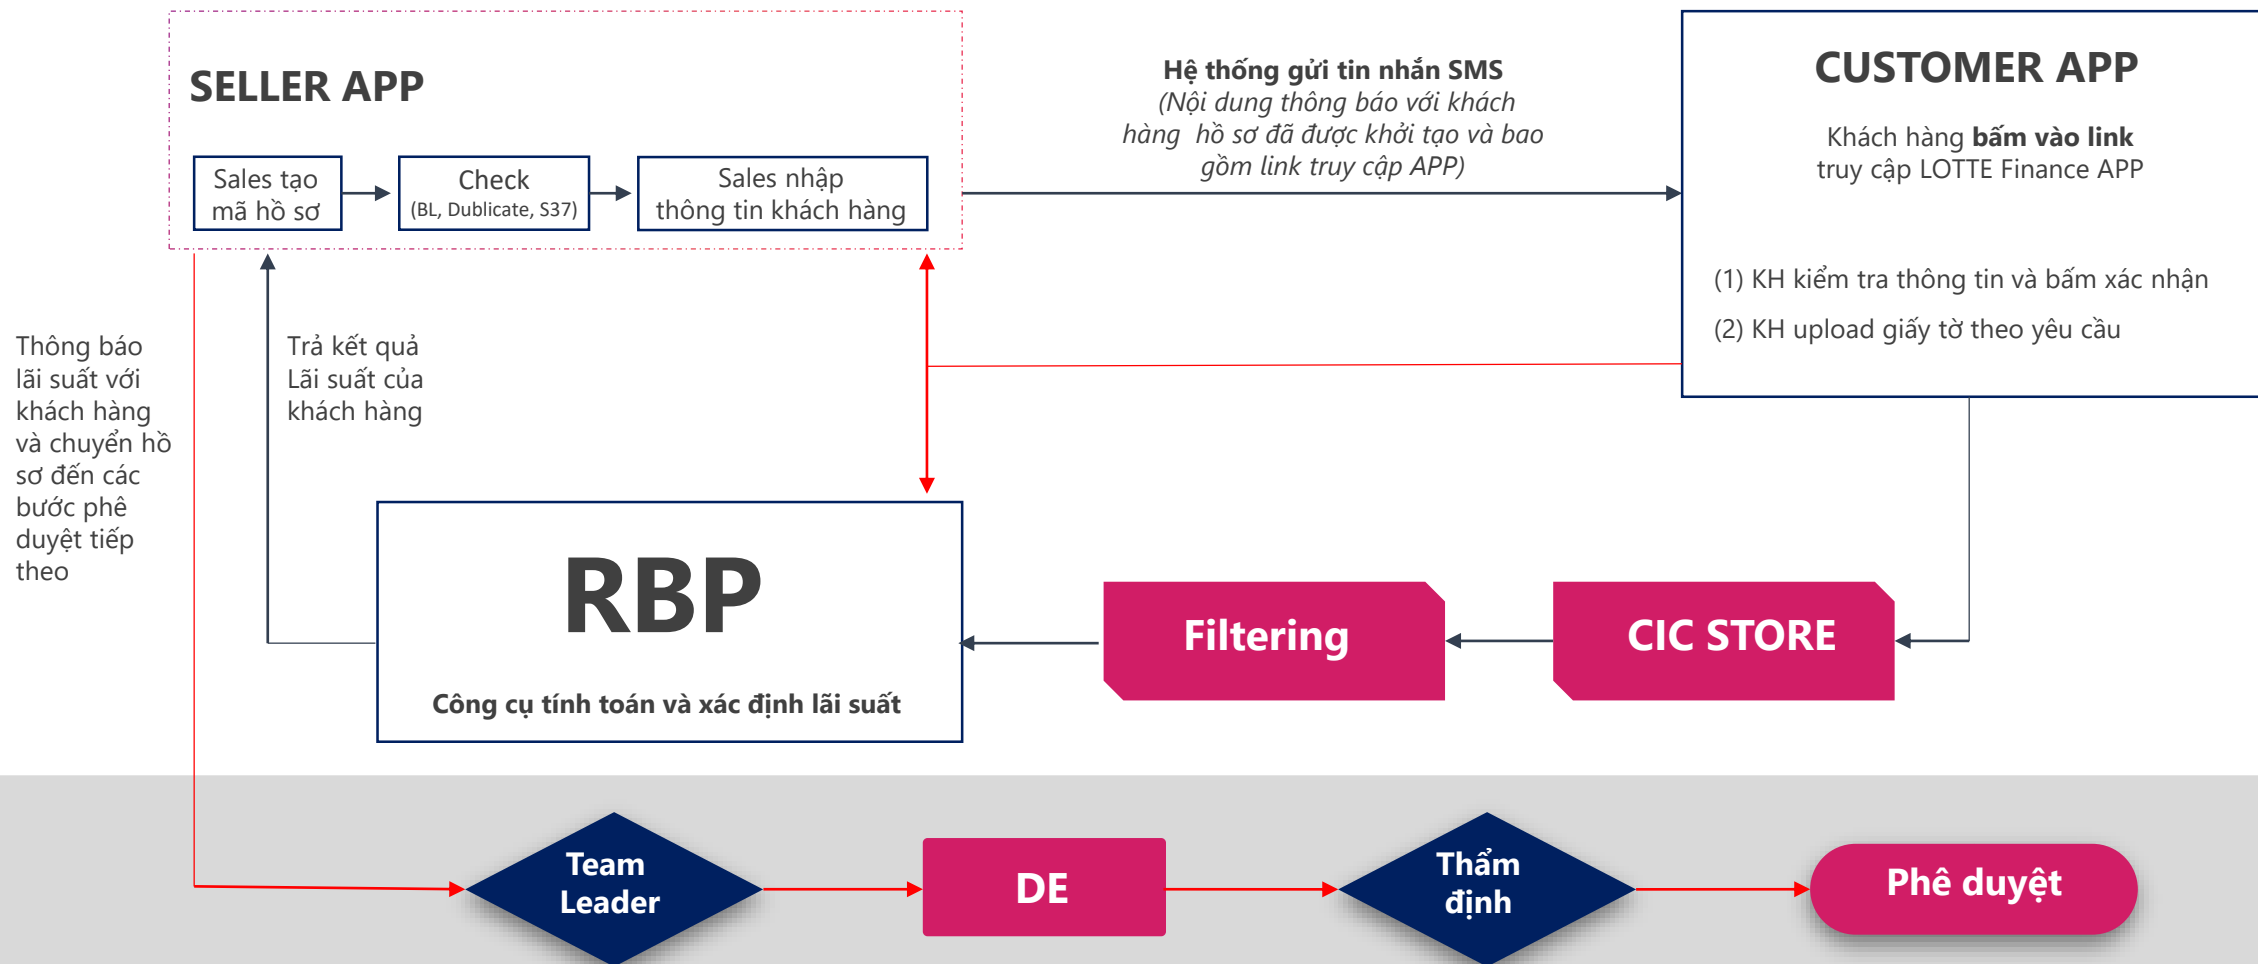 SELLER APP
Sales tạo
mã hồ sơ
Check
(BL, Dublicate, S37)
Sales nhập
thông tin khách hàng
Hệ thống gửi tin nhắn SMS
(Nội dung thông báo với khách
hàng hồ sơ đã được khởi tạo và bao
gồm link truy cập APP)
CUSTOMER APP
Khách hàng bấm vào link
truy cập LOTTE Finance APP
(1) KH kiểm tra thông tin và bấm xác nhận
(2) KH upload giấy tờ theo yêu cầu
Thông báo
lãi suất với
khách hàng
và chuyển hồ
sơ đến các
bước phê
duyệt tiếp
theo
Trả kết quả
Lãi suất của
khách hàng
RBP
Công cụ tính toán và xác định lãi suất
Filtering
CIC STORE
Team
Leader
DE
Thẩm
định
Phê duyệt